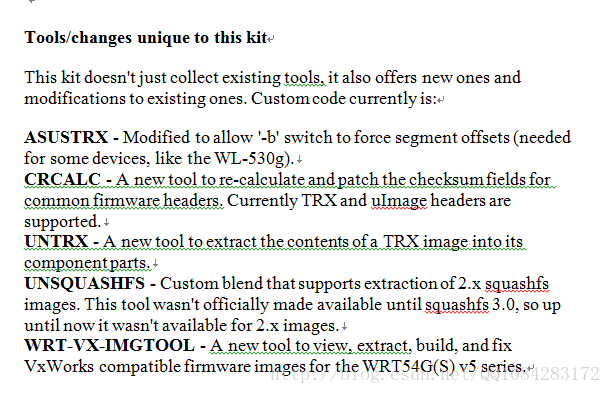 Tools/changes unique to this kit
This kit doesn't just collect existing tools, it also offers new ones and
modifications to existing ones. Custom code currently is:
ASUSTRX - Modified to allow '-b' switch to force segment offsets (needed
for some devices, like the WL-530g).
CRCALC - A new tool to re-calculate and patch the checksum fields for
common firmware headers. Currently TRX and uImage headers are
supported.
UNTRX - A new tool to extract the contents of a TRX image into its
component parts.
UNSQUASHFS - Custom blend that supports extraction of 2.x squashfs
images. This tool wasn't officially made available until squashfs 3.0, so up
until now it wasn't available for 2.x images.
WRT-VX-IMGTOOL - A new tool to view, extract, build, and fix
VxWorks compatible firmware images for the WRT54G(S) v5 series.
http://blog.csdn.net/QQ1084283172